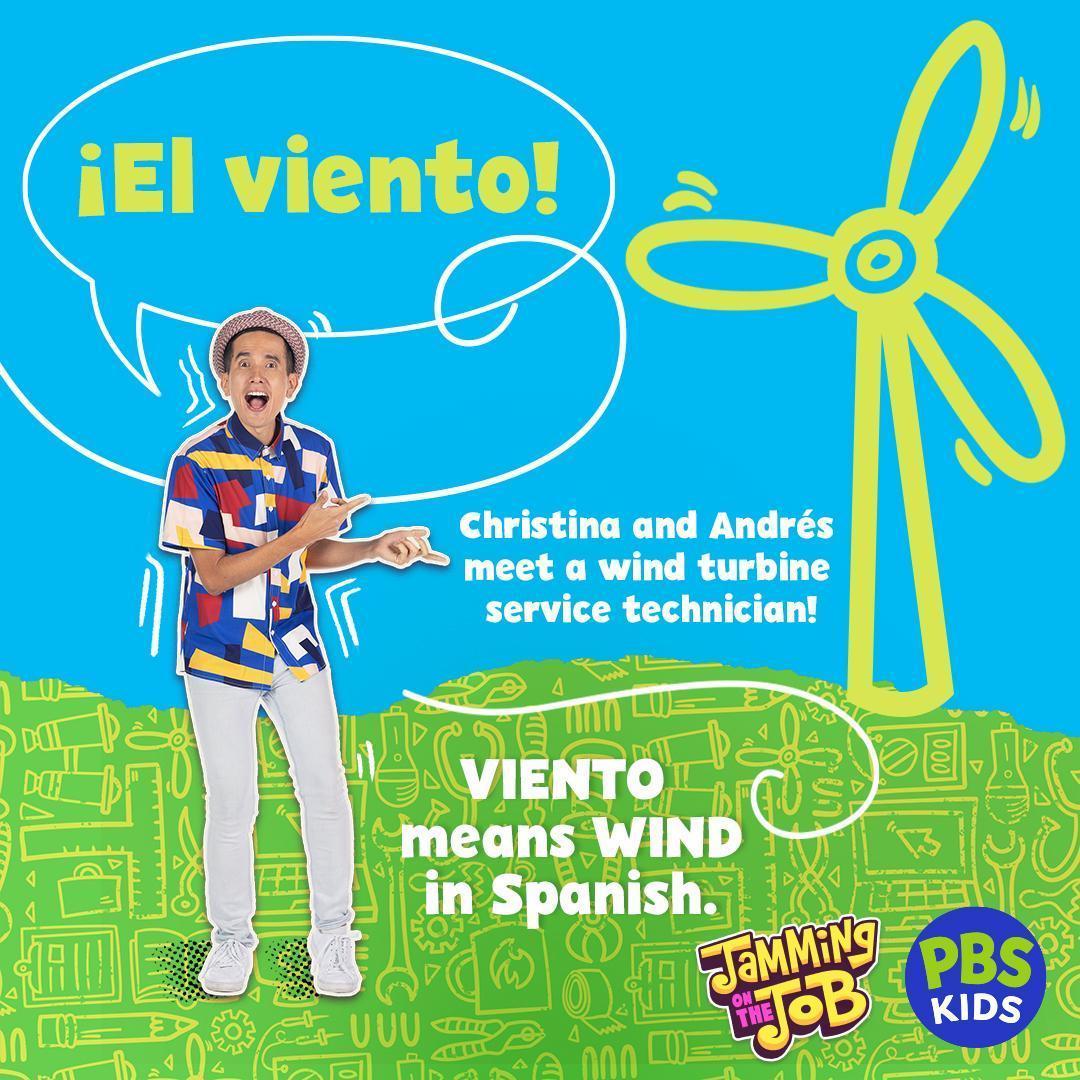 ¡El viento!
Christina and Andrés
meet a wind turbine
service technician!
VIENTO
means WIND
in Spanish.
JAMMING
ON THE
JOB
PBS
KIDS